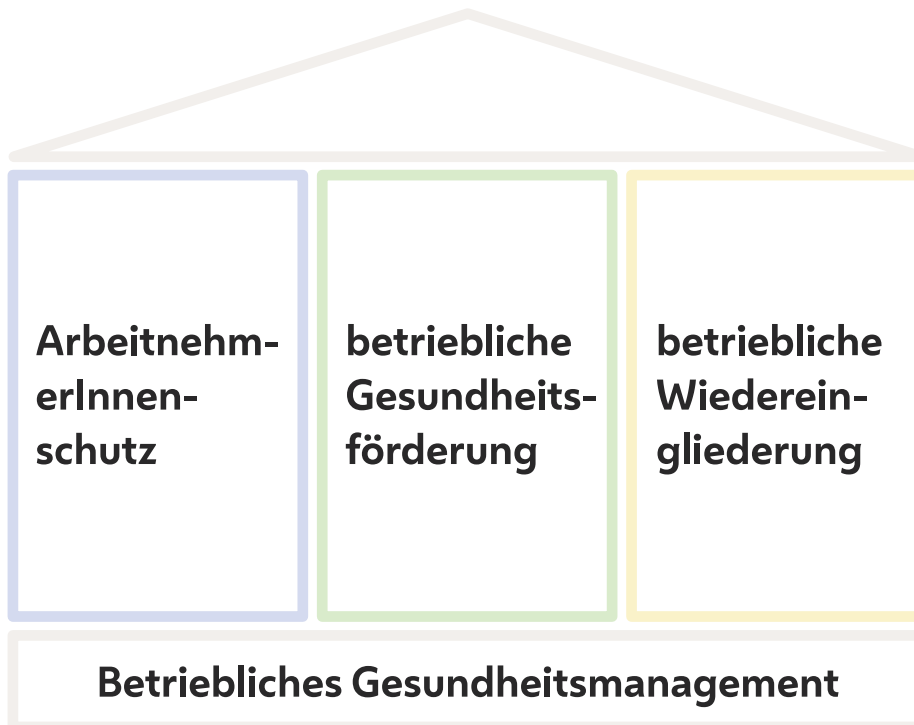 Arbeitnehm-
erInnen-
schutz
betriebliche
Gesundheits-
förderung
betriebliche
Wiederein-
gliederung
Betriebliches Gesundheitsmanagement